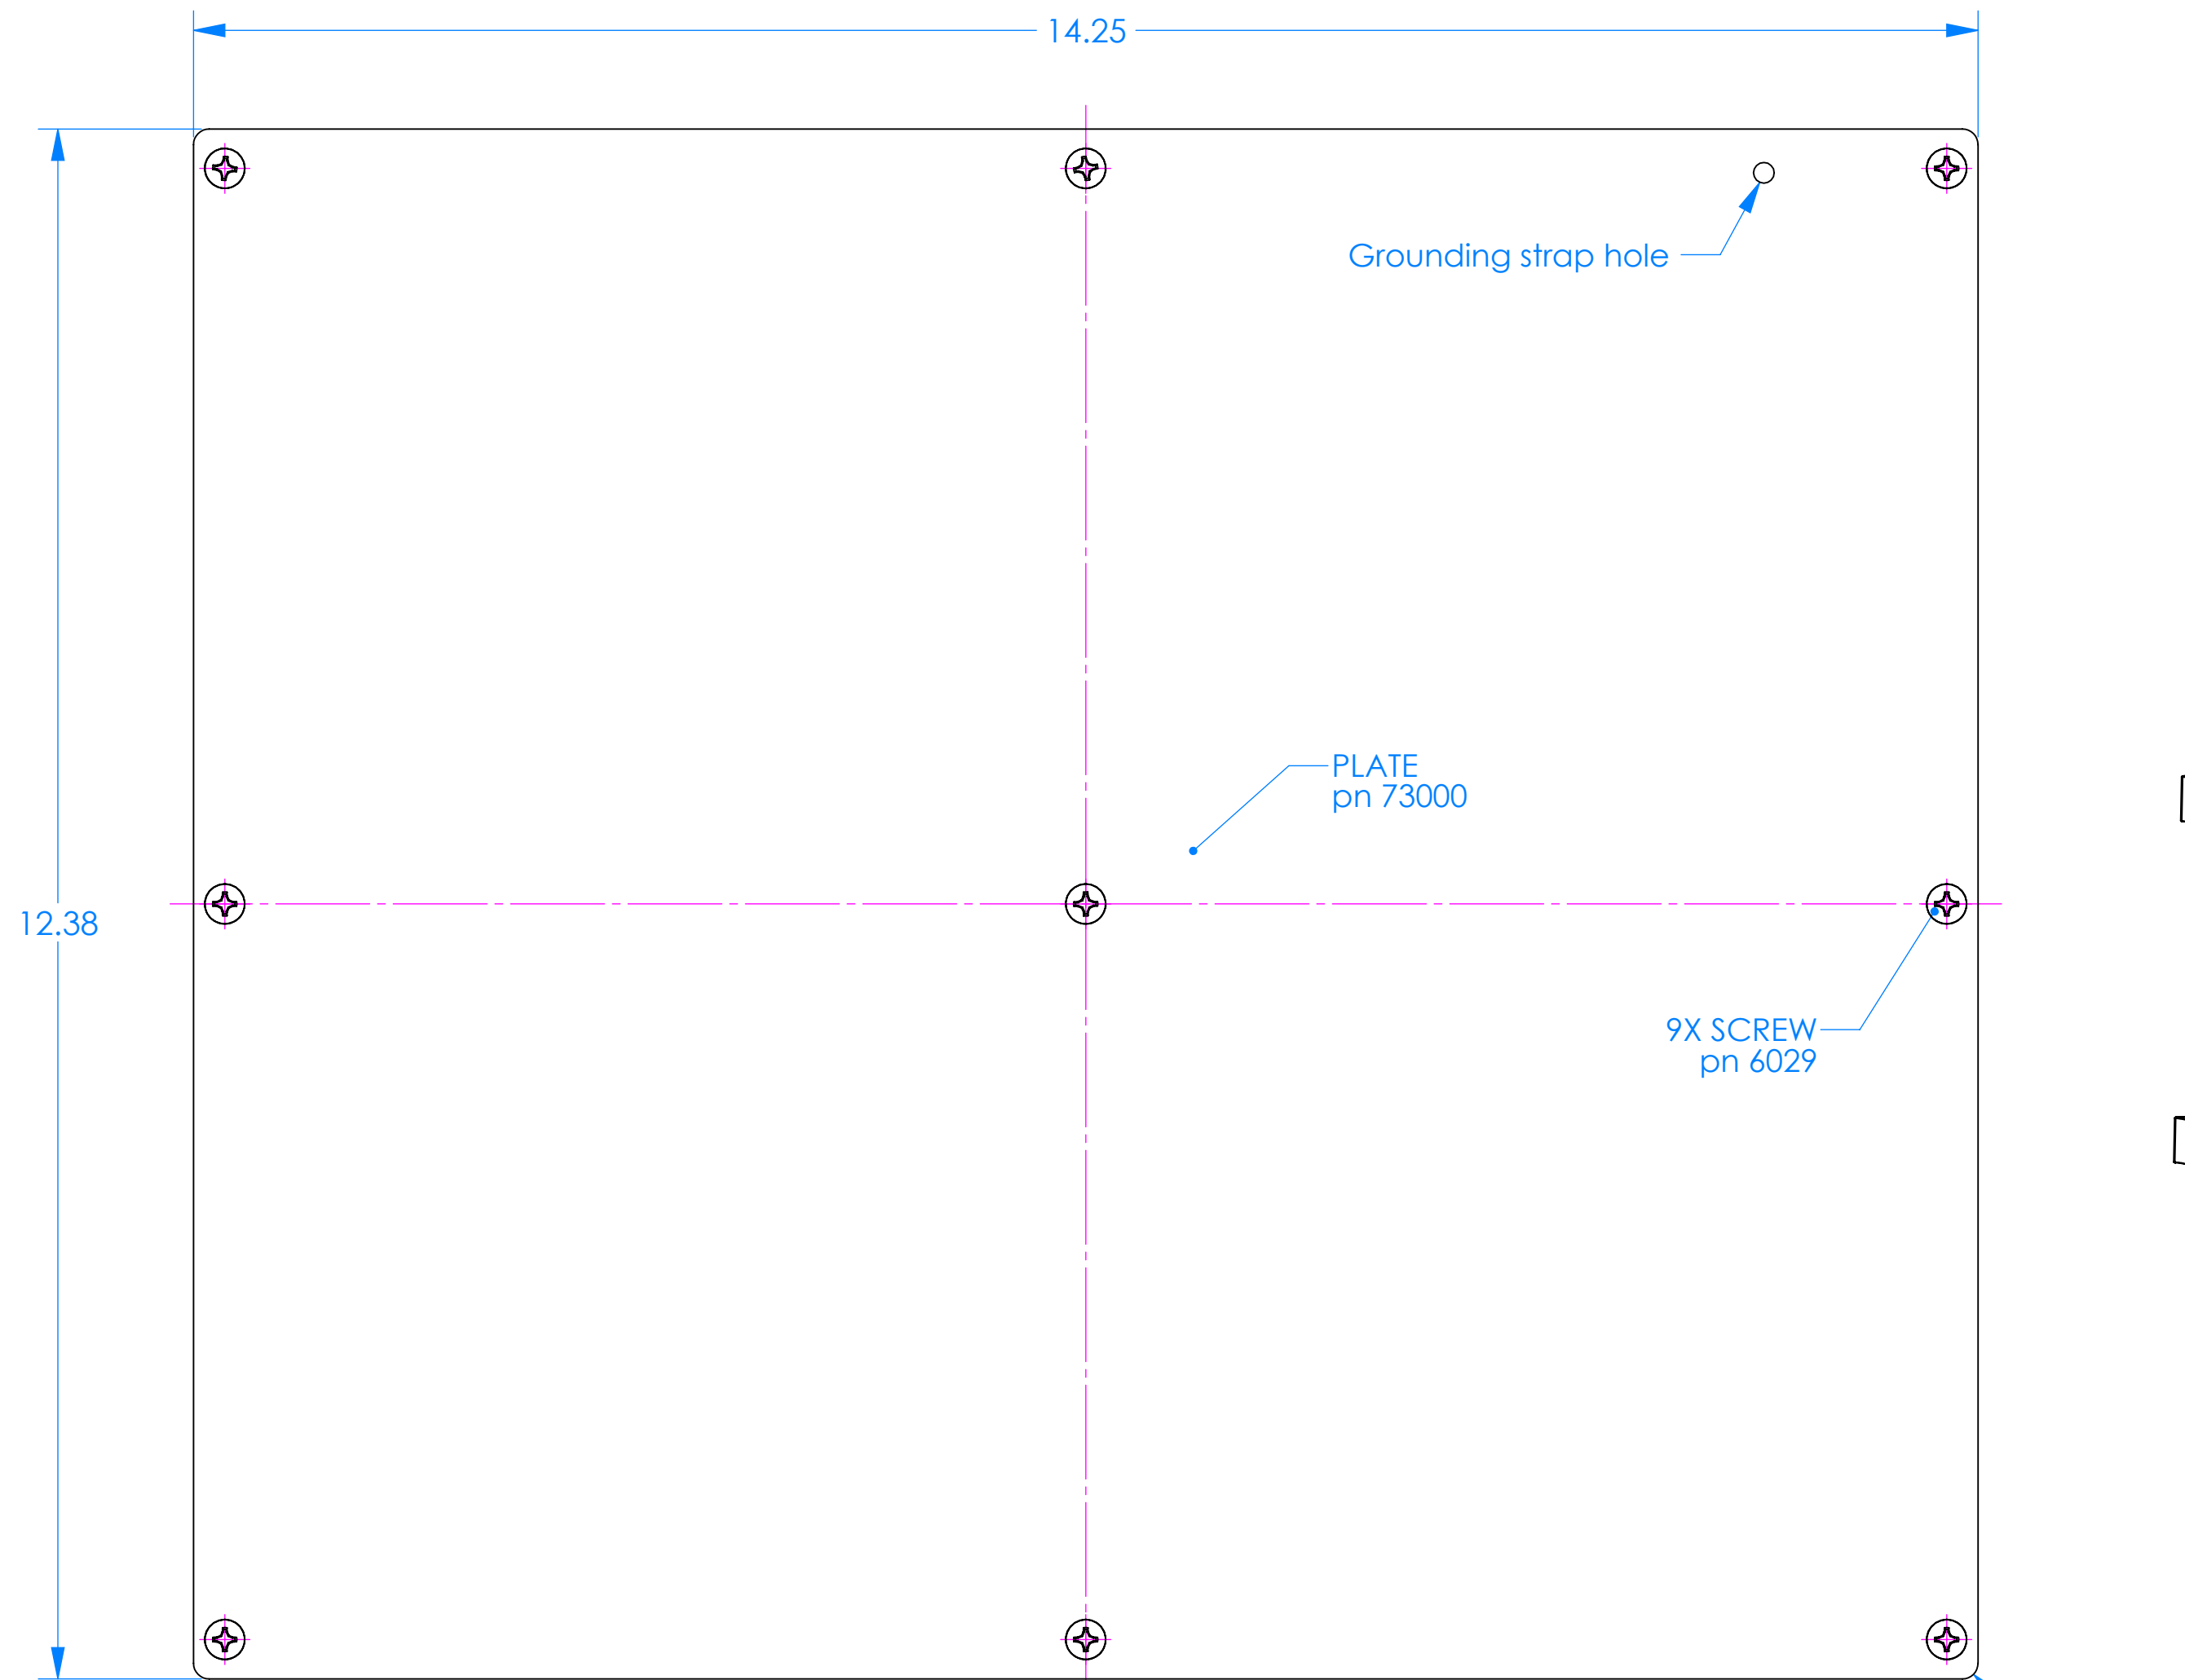 14.25
Grounding strap hole
PLATE
pn 73000
12.38
9X SCREW
pn 6029